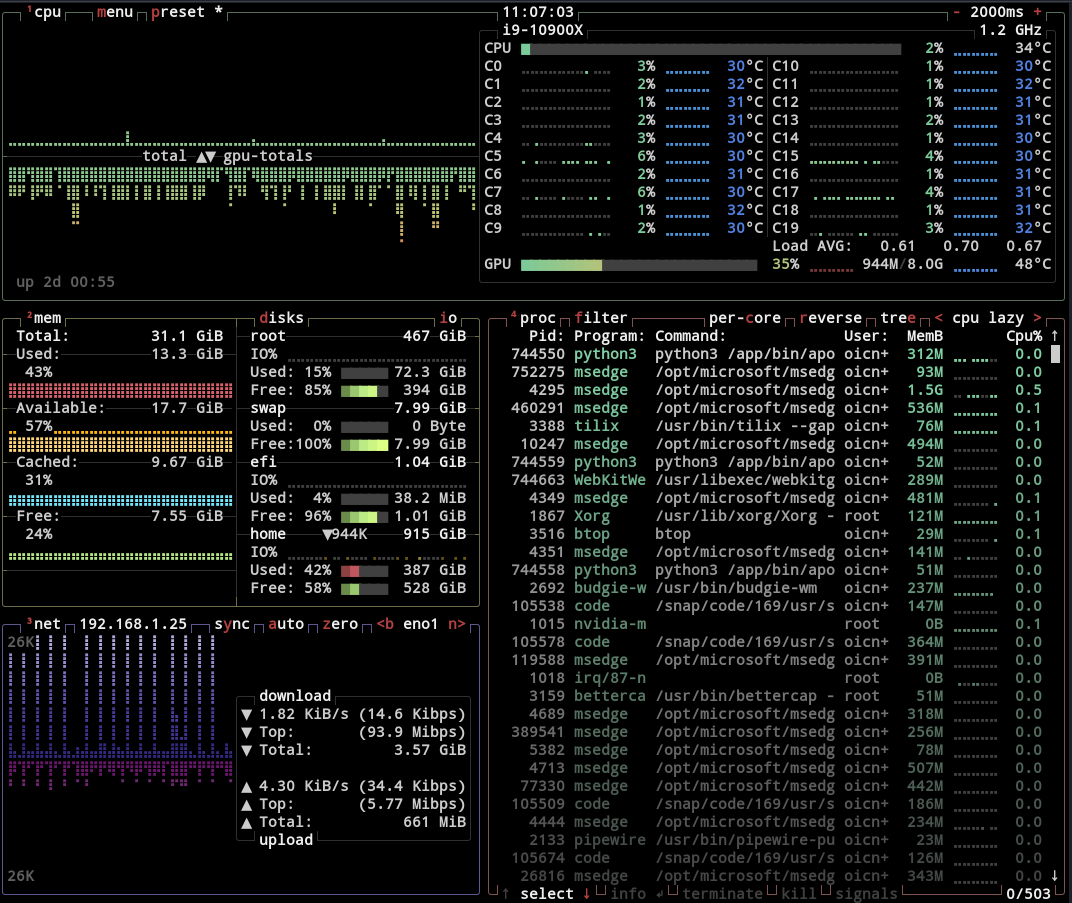 ¹cpu menu preset * 11:07:03 - 2000ms +
i9-10900X 1.2 GHz
CPU 2% 34°C
C0 3% 30°C C10 1% 30°C
C1 2% 31°C C11 1% 32°C
C2 1% 31°C C12 1% 31°C
C3 2% 31°C C13 2% 31°C
C4 3% 30°C C14 1% 30°C
C5 6% 30°C C15 4% 30°C
C6 2% 31°C C16 1% 31°C
C7 6% 30°C C17 4% 31°C
C8 1% 32°C C18 1% 31°C
C9 2% 30°C C19 3% 32°C
total ▲▼ gpu-totals
Load AVG: 0.61 0.70 0.67
GPU 35% 944M/8.0G 48°C
up 2d 00:55
²mem
Total: 31.1 GiB
Used: 13.3 GiB
43%
Available: 17.7 GiB
57%
Cached: 9.67 GiB
31%
Free: 7.55 GiB
24%
disks io
root 467 GiB
IO%
Used: 15% 72.3 GiB
Free: 85% 394 GiB
swap 7.99 GiB
Used: 0% 0 Byte
Free:100% 7.99 GiB
efi 1.04 GiB
IO%
Used: 4% 38.2 MiB
Free: 96% 1.01 GiB
home ▼944K 915 GiB
IO%
Used: 42% 387 GiB
Free: 58% 528 GiB
³net 192.168.1.25 sync auto zero <b eno1 n>
26K
download
▼ 1.82 KiB/s (14.6 Kibps)
▼ Top: (93.9 Mibps)
▼ Total: 3.57 GiB
▲ 4.30 KiB/s (34.4 Kibps)
▲ Top: (5.77 Mibps)
▲ Total: 661 MiB
upload
26K
⁴proc filter per-core reverse tree < cpu lazy >
Pid: Program: Command: User: MemB Cpu% ↑
744550 python3 python3 /app/bin/apo oicn+ 312M 0.0
752275 msedge /opt/microsoft/msedg oicn+ 93M 0.0
4295 msedge /opt/microsoft/msedg oicn+ 1.5G 0.5
460291 msedge /opt/microsoft/msedg oicn+ 536M 0.1
3388 tilix /usr/bin/tilix --gap oicn+ 76M 0.1
10247 msedge /opt/microsoft/msedg oicn+ 494M 0.0
744559 python3 python3 /app/bin/apo oicn+ 52M 0.0
744663 WebKitWe /usr/libexec/webkitg oicn+ 289M 0.0
4349 msedge /opt/microsoft/msedg oicn+ 481M 0.1
1867 Xorg /usr/lib/xorg/Xorg - root 121M 0.1
3516 btop btop oicn+ 29M 0.1
4351 msedge /opt/microsoft/msedg oicn+ 141M 0.0
744558 python3 python3 /app/bin/apo oicn+ 51M 0.0
2692 budgie-w /usr/bin/budgie-wm oicn+ 237M 0.0
105538 code /snap/code/169/usr/s oicn+ 147M 0.0
1015 nvidia-m root 0B 0.1
105578 code /snap/code/169/usr/s oicn+ 364M 0.0
119588 msedge /opt/microsoft/msedg oicn+ 391M 0.0
1018 irq/87-n root 0B 0.0
3159 betterca /usr/bin/bettercap - root 51M 0.0
4689 msedge /opt/microsoft/msedg oicn+ 318M 0.0
389541 msedge /opt/microsoft/msedg oicn+ 256M 0.0
5382 msedge /opt/microsoft/msedg oicn+ 78M 0.0
4713 msedge /opt/microsoft/msedg oicn+ 507M 0.0
77330 msedge /opt/microsoft/msedg oicn+ 442M 0.0
105509 code /snap/code/169/usr/s oicn+ 186M 0.0
4444 msedge /opt/microsoft/msedg oicn+ 234M 0.0
2133 pipewire /usr/bin/pipewire-pu oicn+ 23M 0.0
105674 code /snap/code/169/usr/s oicn+ 126M 0.0
26816 msedge /opt/microsoft/msedg oicn+ 343M 0.0 ↓
↑ select ↓ info ↲ terminate kill signals 0/503